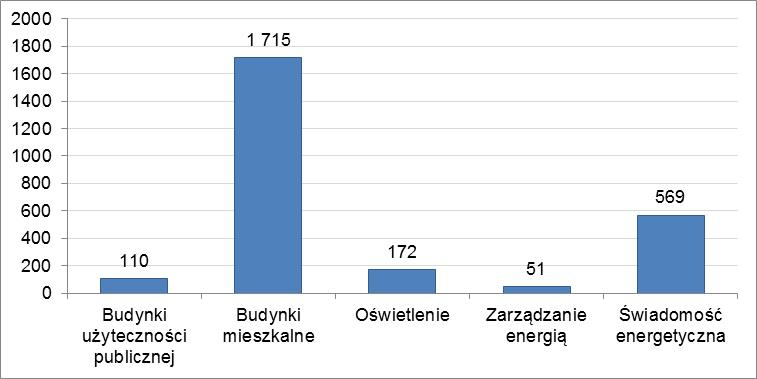 2000
1800
1600
1400
1200
1000
800
600
400
200
0
110
1 715
172
51
569
Budynki
użyteczności
publicznej
Budynki
mieszkalne
Oświetlenie
Zarządzanie
energią
Świadomość
energetyczna